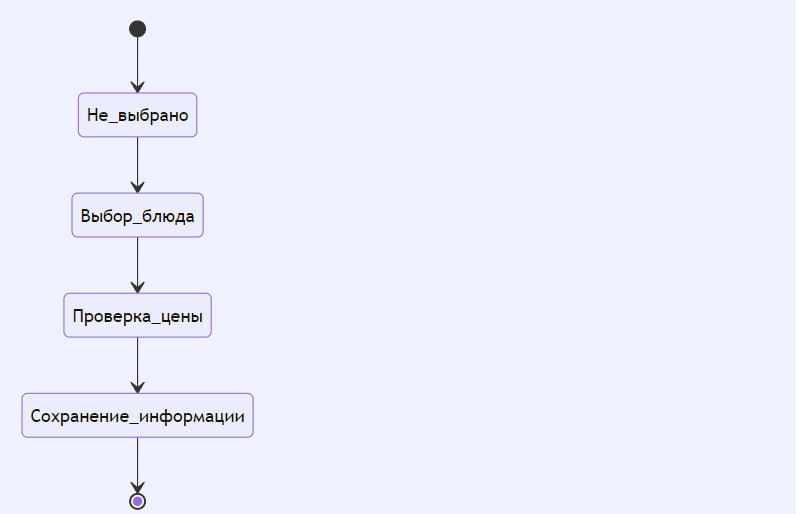 Не_выбрано
Выбор_блюда
Проверка_цены
Сохранение_информации